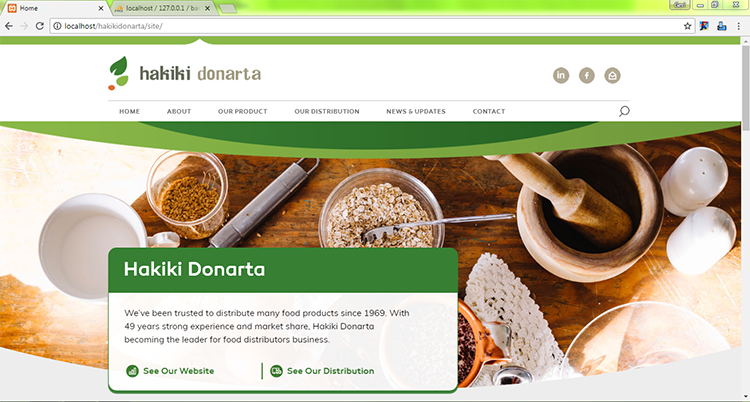 Home
localhost / 127.0.0.1 / ba
localhost/hakikidonarta/site/
hakiki donarta
in f
HOME ABOUT OUR PRODUCT OUR DISTRIBUTION NEWS & UPDATES CONTACT
Hakiki Donarta
We've been trusted to distribute many food products since 1969. With
49 years strong experience and market share, Hakiki Donarta
becoming the leader for food distributors business.
See Our Website See Our Distribution